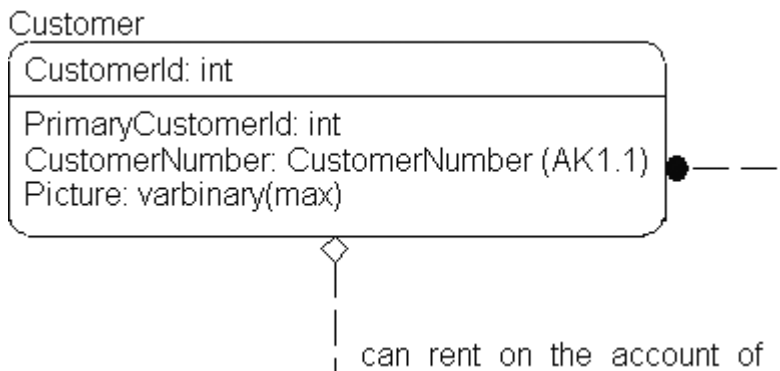 Customer
CustomerId: int
PrimaryCustomerId: int
CustomerNumber: CustomerNumber (AK1.1)
Picture: varbinary(max)
can rent on the account of